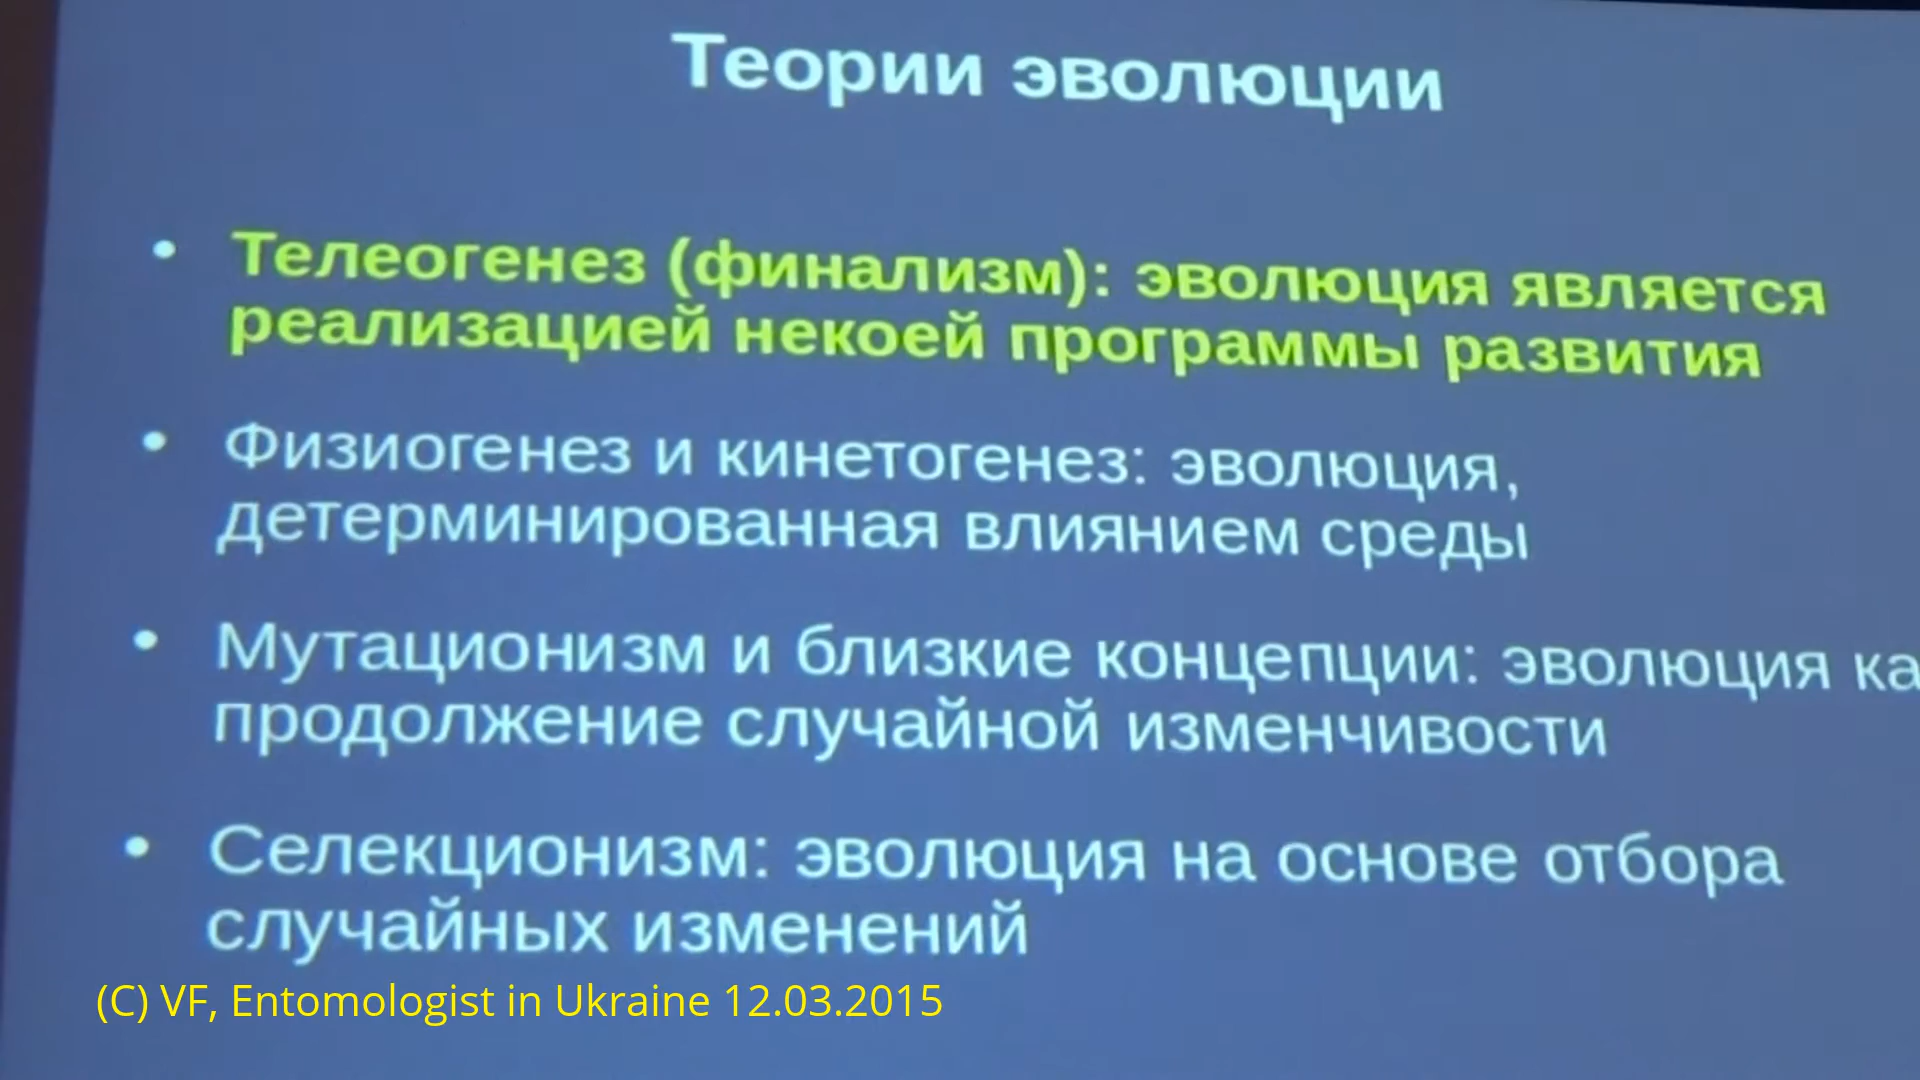 Теории эволюции
• Телеогенез (финализм): эволюция является
реализацией некоей программы развития
• Физиогенез и кинетогенез: эволюция,
детерминированная влиянием среды
• Мутационизм и близкие концепции: эволюция ка
продолжение случайной изменчивости
• Селекционизм: эволюция на основе отбора
случайных изменений
(C) VF, Entomologist in Ukraine 12.03.2015